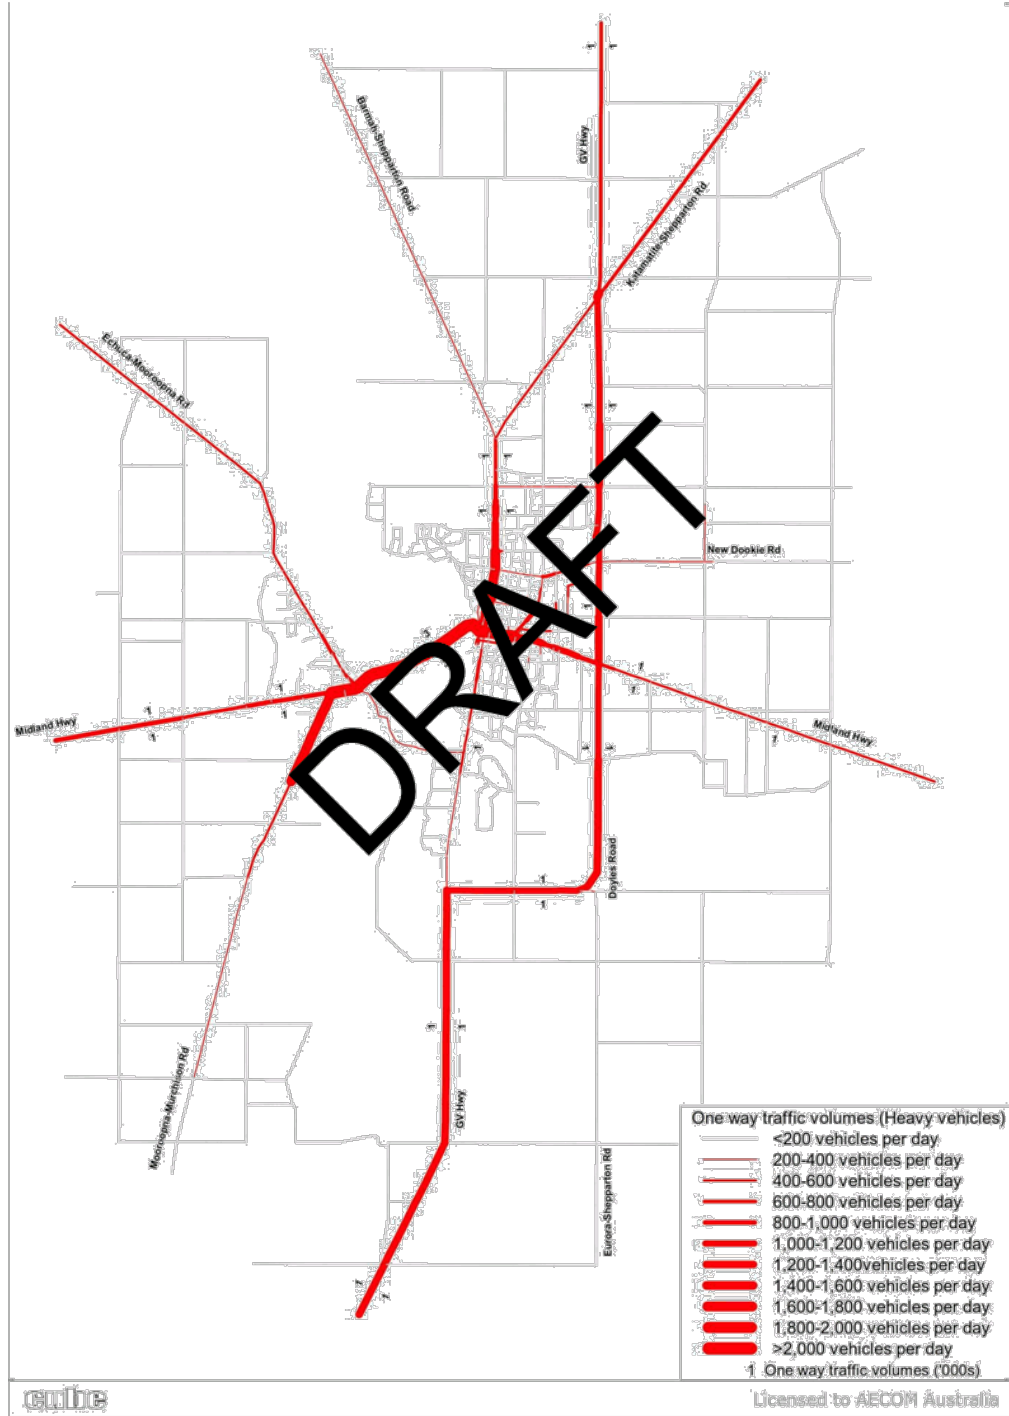 Barmah-Shepparton Road
GV Hwy
Katamatite-Shepparton Rd
Echuca-Mooroopna Rd
New Dookie Rd
Midland Hwy
Midland Hwy
Doyles Road
Mooroopna-Murchison Rd
GV Hwy
Eurora-Shepparton Rd
DRAFT
One way traffic volumes (Heavy vehicles)
<200 vehicles per day
200-400 vehicles per day
400-600 vehicles per day
600-800 vehicles per day
800-1,000 vehicles per day
1,000-1,200 vehicles per day
1,200-1,400vehicles per day
1,400-1,600 vehicles per day
1,600-1,800 vehicles per day
1,800-2,000 vehicles per day
>2,000 vehicles per day
1 One way traffic volumes ('000s)
cube
Licensed to AECOM Australia